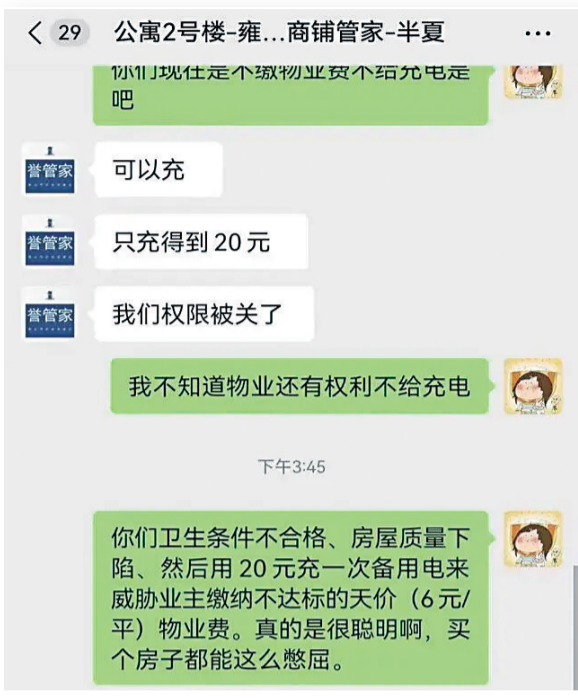 29
公寓2号楼-雍...商铺管家-半夏
你们现在是不缴物业费不给充电是
吧
誉管家
可以充
誉管家
只充得到20元
誉管家
我们权限被关了
我不知道物业还有权利不给充电
下午3:45
你们卫生条件不合格、房屋质量下
陷、然后用20元充一次备用电来
威胁业主缴纳不达标的天价（6元/
平）物业费。真的是很聪明啊，买
个房子都能这么憋屈。